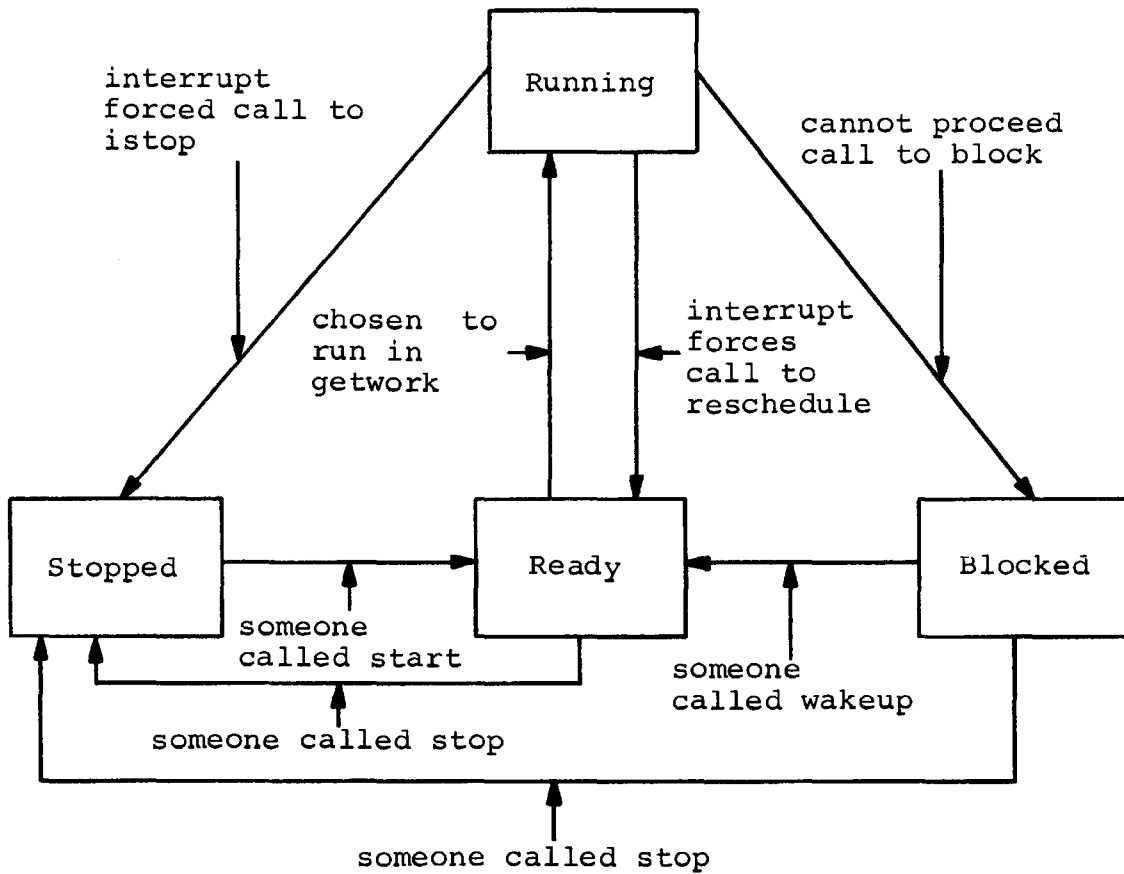 Running
interrupt
forced call to
istop
cannot proceed
call to block
chosen to
run in
getwork
interrupt
forces
call to
reschedule
Stopped
Ready
Blocked
someone
called start
someone
called wakeup
someone called stop
someone called stop